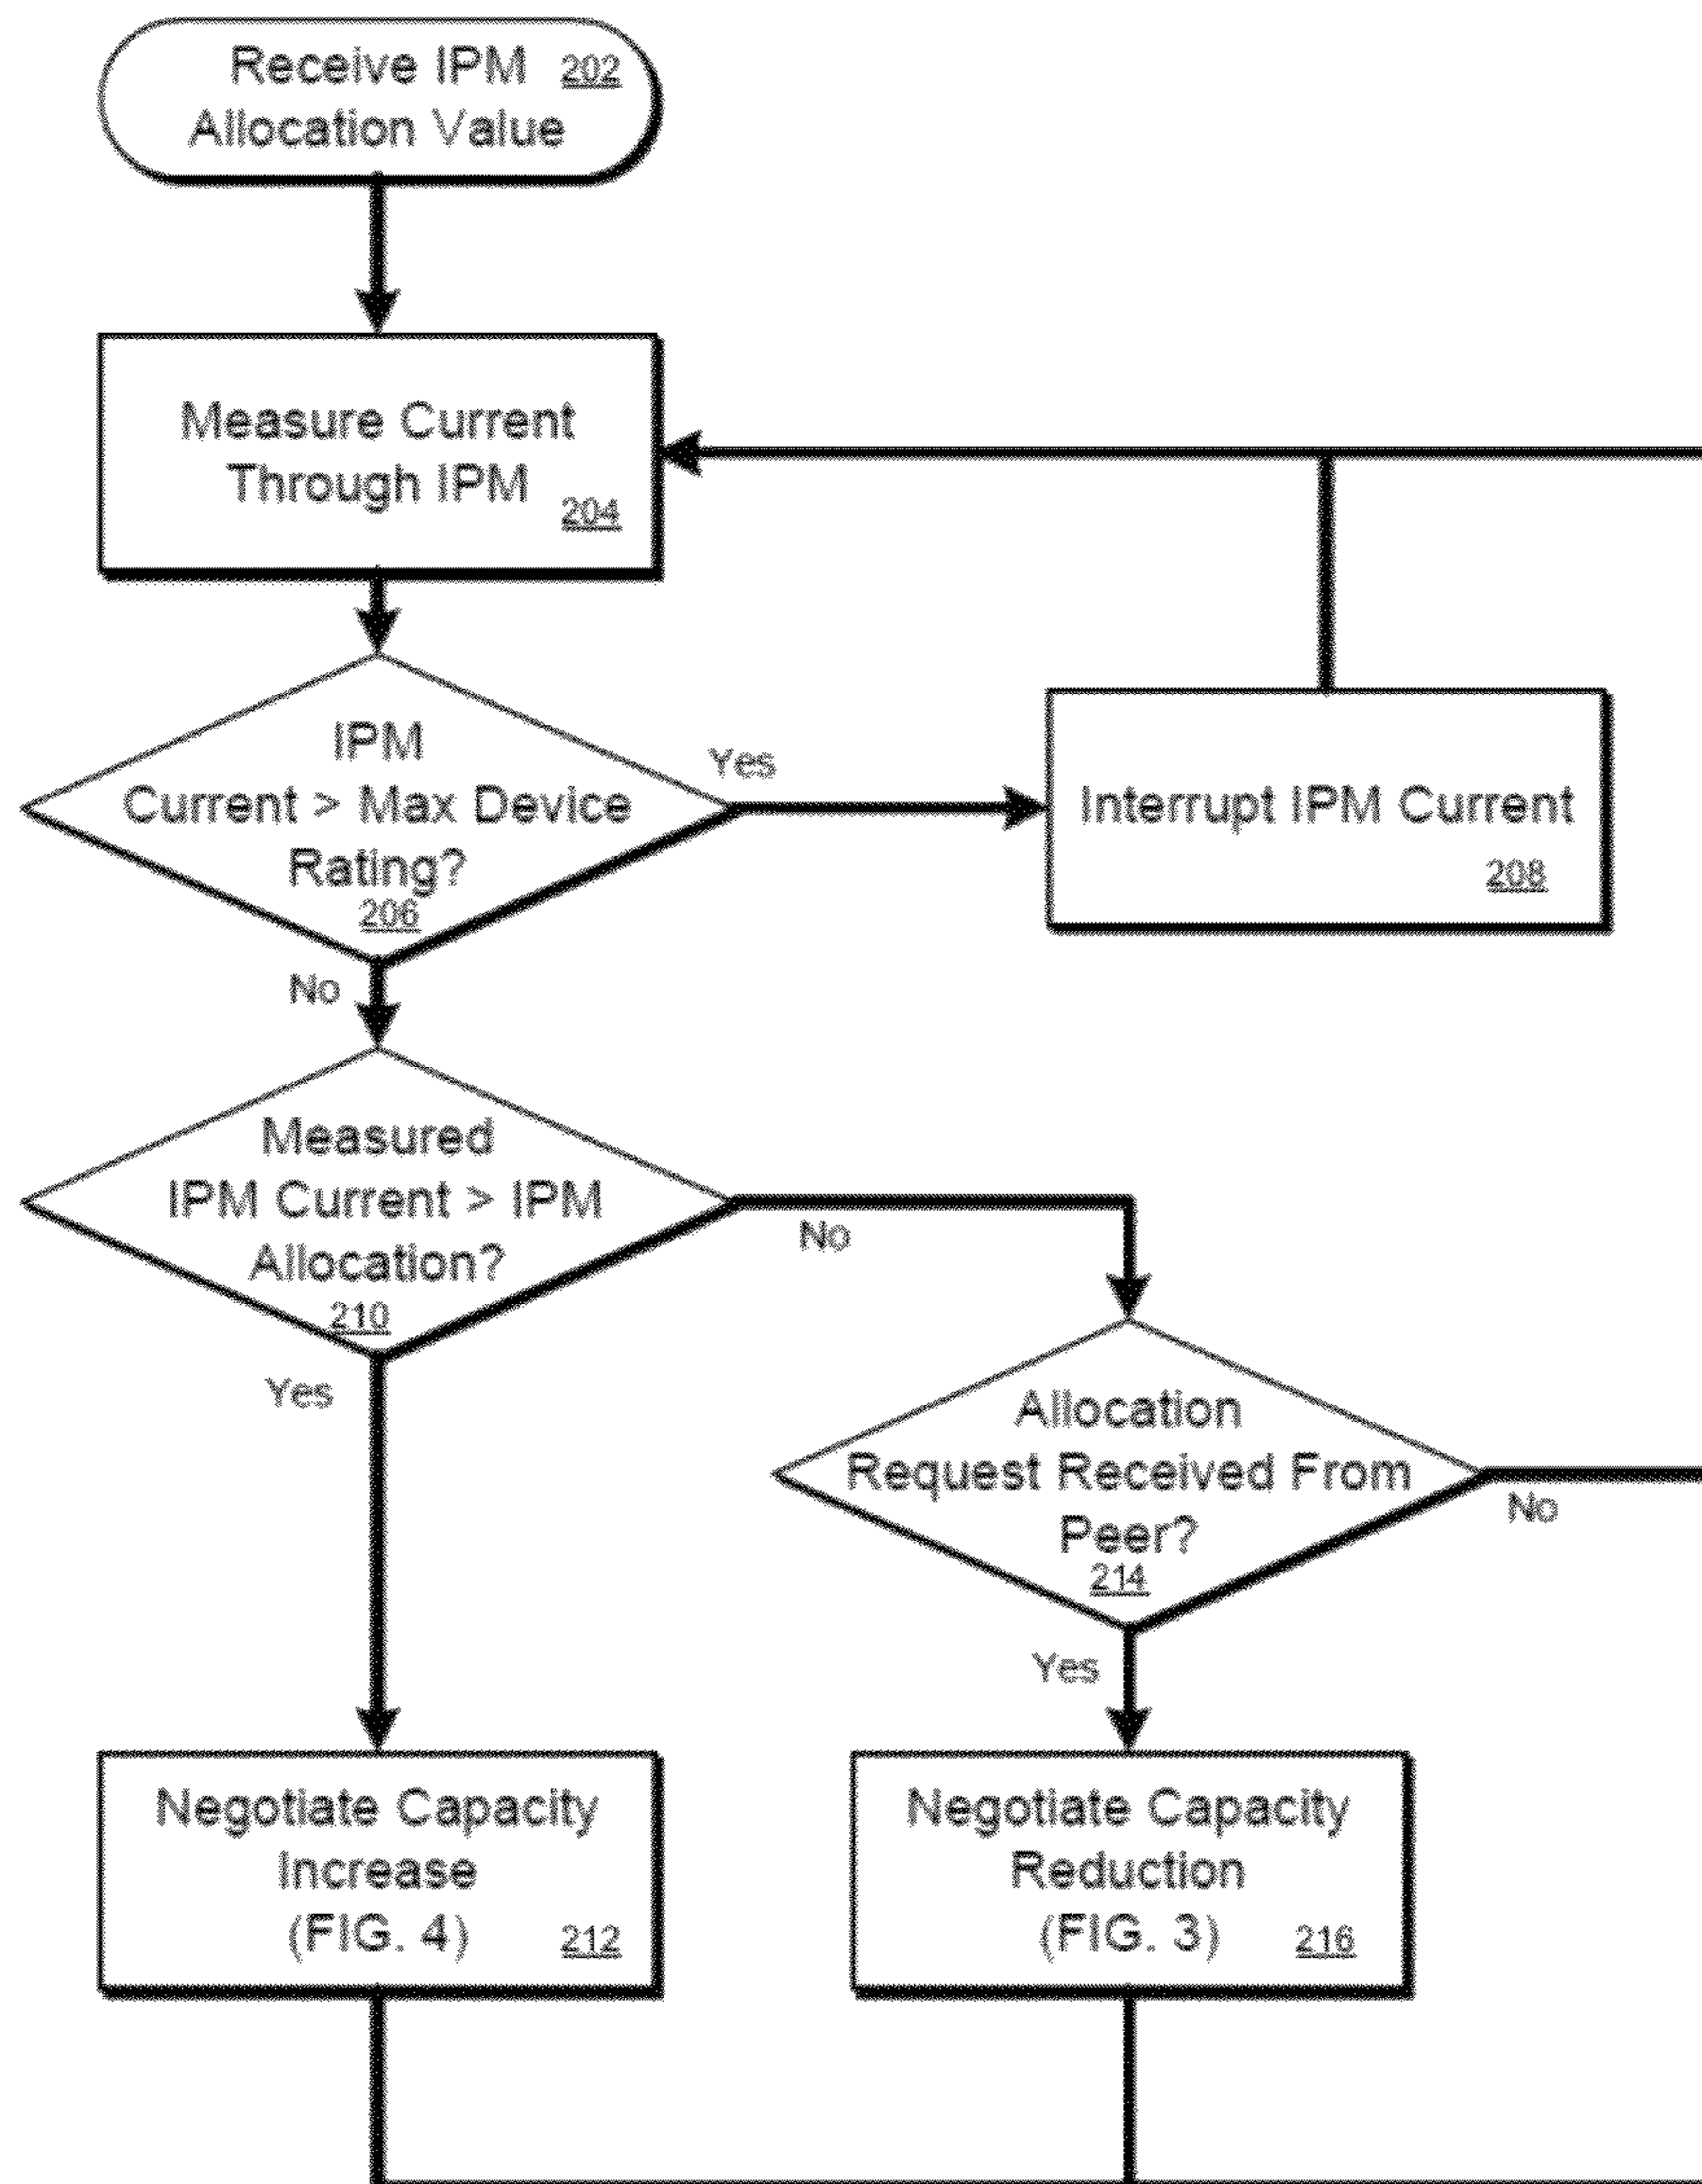 Receive IPM 202
Allocation Value
Measure Current
Through IPM
204
IPM
Current > Max Device
Rating?
206
Yes
Interrupt IPM Current
208
No
Measured
IPM Current > IPM
Allocation?
210
No
Yes
Allocation
Request Received From
Peer?
214
No
Yes
Negotiate Capacity
Increase
(FIG. 4) 212
Negotiate Capacity
Reduction
(FIG. 3) 216